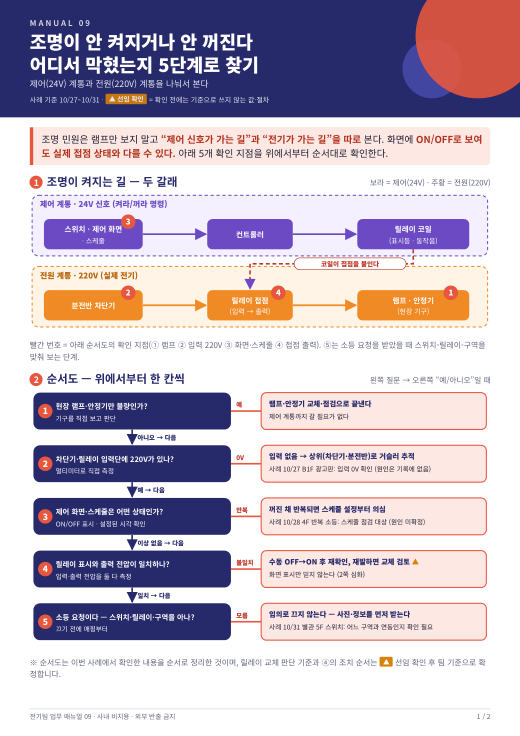 MANUAL 09
조명이 안 켜지거나 안 꺼진다
어디서 막혔는지 5단계로 찾기
제어(24V) 계통과 전원(220V) 계통을 나눠서 본다
사례 기준 10/27~10/31 · ▲ 선임 확인 = 확인 전에는 기준으로 쓰지 않는 값·절차
조명 민원은 램프만 보지 말고 “제어 신호가 가는 길”과 “전기가 가는 길”을 따로 본다. 화면에 ON/OFF로 보여
도 실제 접점 상태와 다를 수 있다. 아래 5개 확인 지점을 위에서부터 순서대로 확인한다.
1 조명이 켜지는 길 — 두 갈래
보라 = 제어(24V) · 주황 = 전원(220V)
제어 계통 · 24V 신호 (켜라/꺼라 명령)
스위치 · 제어 화면
· 스케줄
3
컨트롤러
릴레이 코일
(표시등 · 동작음)
코일이 접점을 붙인다
전원 계통 · 220V (실제 전기)
분전반 차단기
2
릴레이 접점
(입력 → 출력)
4
램프 · 안정기
(현장 기구)
1
빨간 번호 = 아래 순서도의 확인 지점(① 램프 ② 입력 220V ③ 화면·스케줄 ④ 접점 출력). ⑤는 소등 요청을 받았을 때 스위치·릴레이·구역을
맞춰 보는 단계.
2 순서도 — 위에서부터 한 칸씩
왼쪽 질문 → 오른쪽 “예/아니오”일 때
1 현장 램프·안정기만 불량인가?
기구를 직접 보고 판단
예
램프·안정기 교체·점검으로 끝낸다
제어 계통까지 갈 필요가 없다
아니오 → 다음
2 차단기·릴레이 입력단에 220V가 있나?
멀티미터로 직접 측정
0V
입력 없음 → 상위(차단기·분전반)로 거슬러 추적
사례 10/27 B1F 광고판: 입력 0V 확인 (원인은 기록에 없음)
예 → 다음
3 제어 화면·스케줄은 어떤 상태인가?
ON/OFF 표시 · 설정된 시각 확인
반복
꺼진 채 반복되면 스케줄 설정부터 의심
사례 10/28 4F 반복 소등: 스케줄 점검 대상 (원인 미확정)
이상 없음 → 다음
4 릴레이 표시와 출력 전압이 일치하나?
입력·출력 전압을 둘 다 측정
불일치
수동 OFF→ON 후 재확인, 재발하면 교체 검토 ▲
화면 표시만 믿지 않는다 (2쪽 심화)
일치 → 다음
5 소등 요청이다 — 스위치·릴레이·구역을 아나?
끄기 전에 매핑부터
모름
임의로 끄지 않는다 — 사진·정보를 먼저 받는다
사례 10/31 별관 5F 스위치: 어느 구역과 연동인지 확인 필요
※ 순서도는 이번 사례에서 확인한 내용을 순서로 정리한 것이며, 릴레이 교체 판단 기준과 ④의 조치 순서는 ▲ 선임 확인 후 팀 기준으로 확
정합니다.
전기팀 업무 매뉴얼 09 · 사내 비치용 · 외부 반출 금지
1 / 2